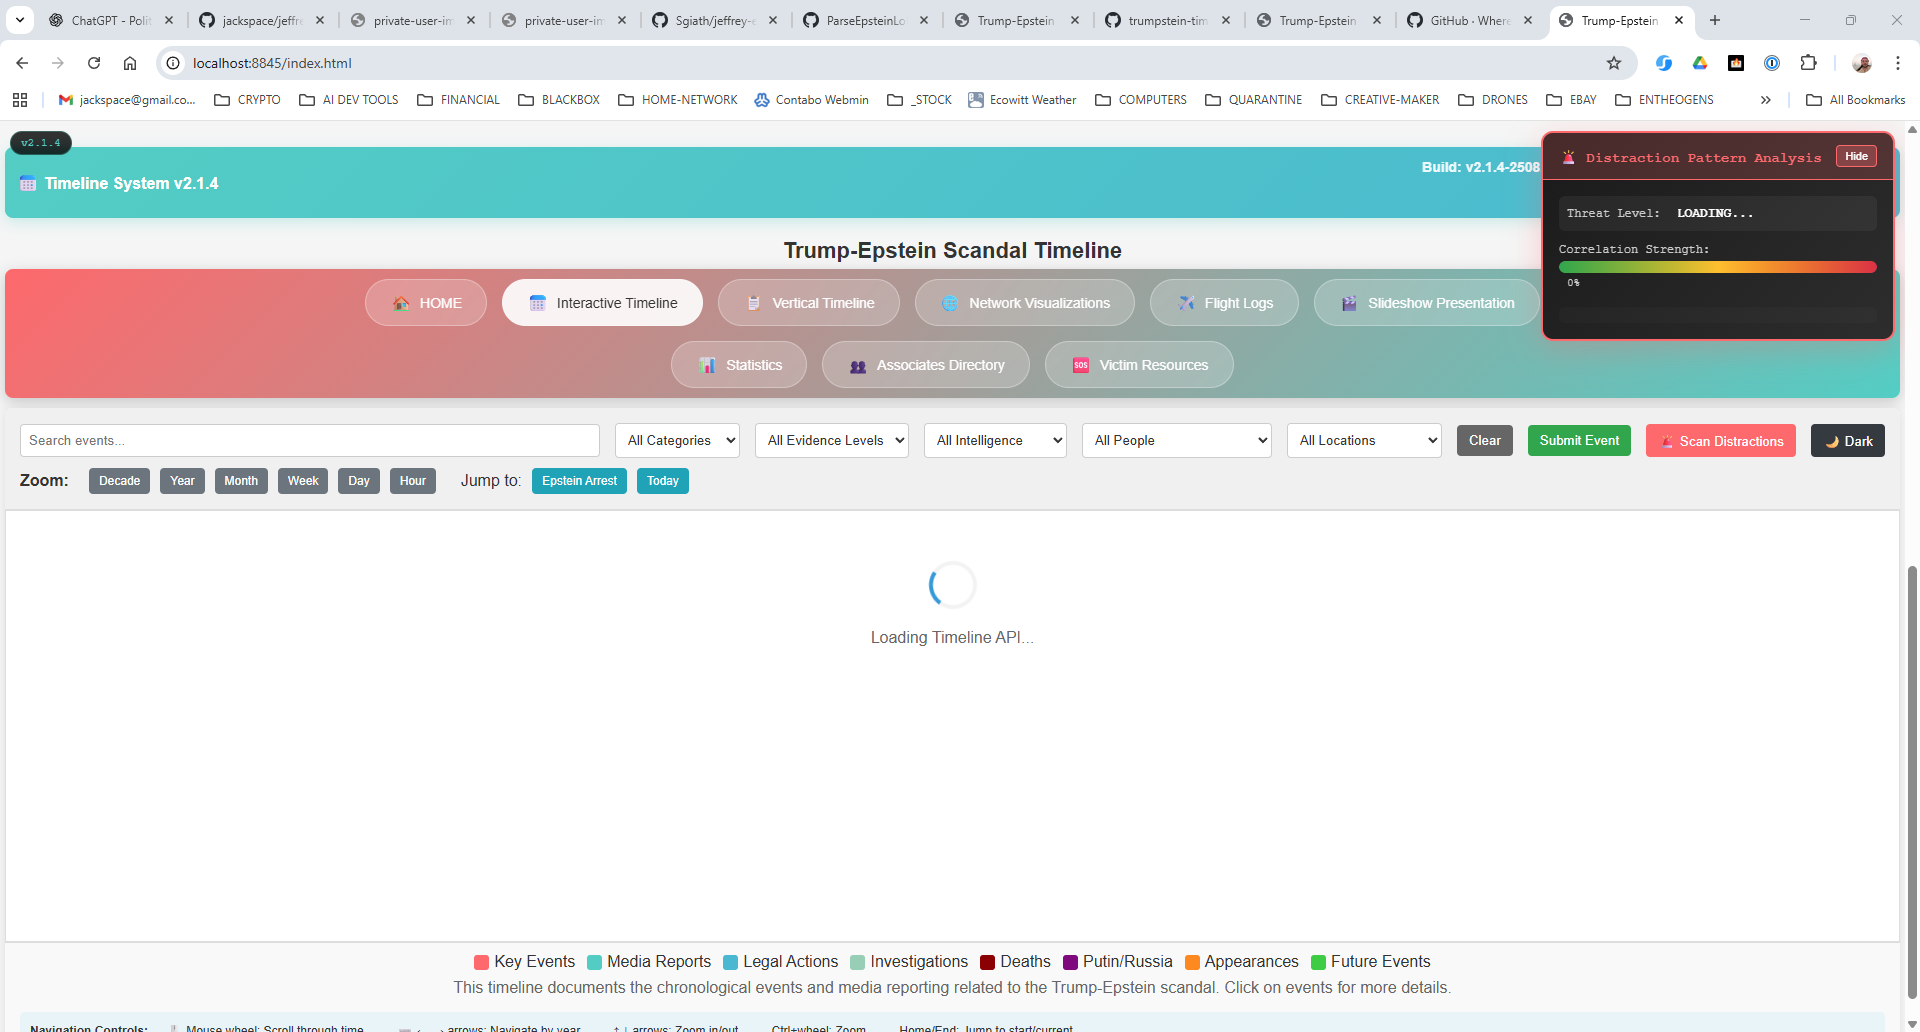 ChatGPT - Polit
jackspace/jeffre
private-user-im
private-user-im
Sgiath/jeffrey-e
ParseEpsteinLo
Trump-Epstein
trumpstein-tim
Trump-Epstein
GitHub · Where
Trump-Epstein
localhost:8845/index.html
jackspace@gmail.co...
CRYPTO
AI DEV TOOLS
FINANCIAL
BLACKBOX
HOME-NETWORK
Contabo Webmin
_STOCK
Ecowitt Weather
COMPUTERS
QUARANTINE
CREATIVE-MAKER
DRONES
EBAY
ENTHEOGENS
All Bookmarks
v2.1.4
Timeline System v2.1.4
Build: v2.1.4-2508
Distraction Pattern Analysis
Hide
Threat Level: LOADING...
Correlation Strength:
0%
Trump-Epstein Scandal Timeline
HOME
Interactive Timeline
Vertical Timeline
Network Visualizations
Flight Logs
Slideshow Presentation
Statistics
Associates Directory
SOS Victim Resources
Search events...
All Categories
All Evidence Levels
All Intelligence
All People
All Locations
Clear
Submit Event
Scan Distractions
Dark
Zoom: Decade Year Month Week Day Hour Jump to: Epstein Arrest Today
Loading Timeline API...
Key Events Media Reports Legal Actions Investigations Deaths Putin/Russia Appearances Future Events
This timeline documents the chronological events and media reporting related to the Trump-Epstein scandal. Click on events for more details.
Navigation Controls: Mouse wheel: Scroll through time ← → arrows: Navigate by year ↑↓ arrows: Zoom in/out Ctrl+wheel: Zoom Home/End: Jump to start/current